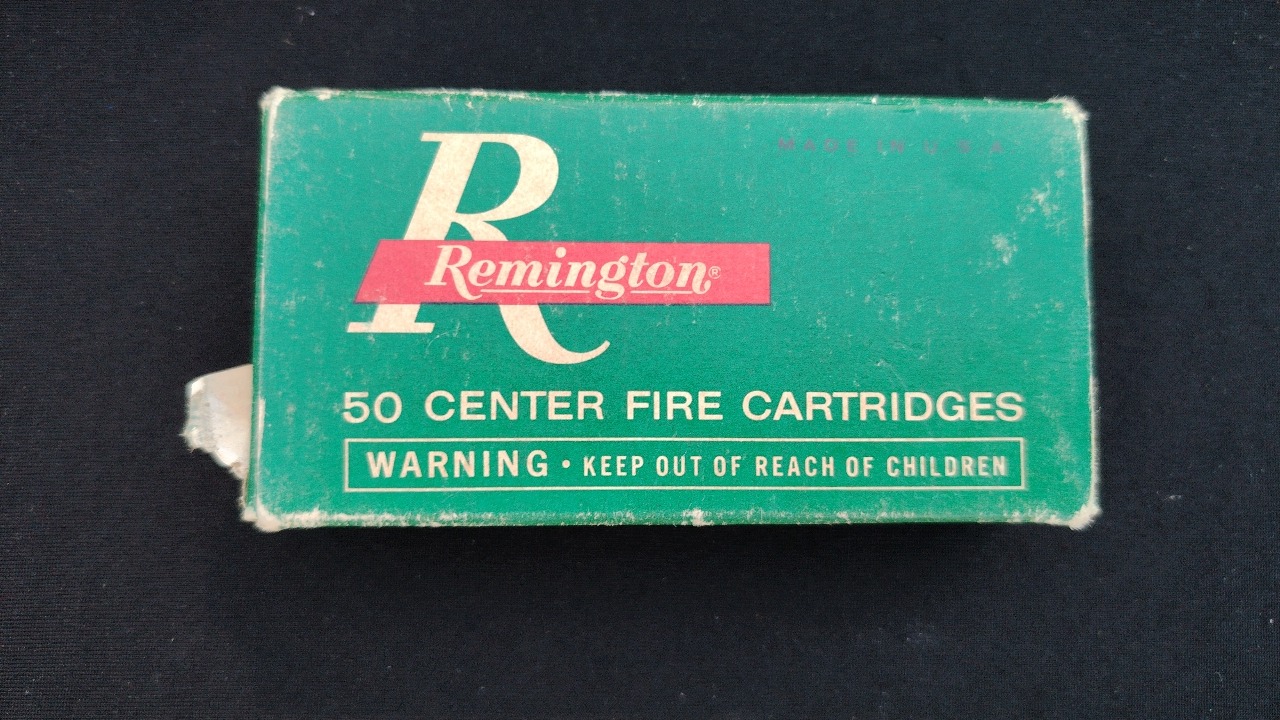 MADE IN U.S.A.
R
Remington®
50 CENTER FIRE CARTRIDGES
WARNING • KEEP OUT OF REACH OF CHILDREN